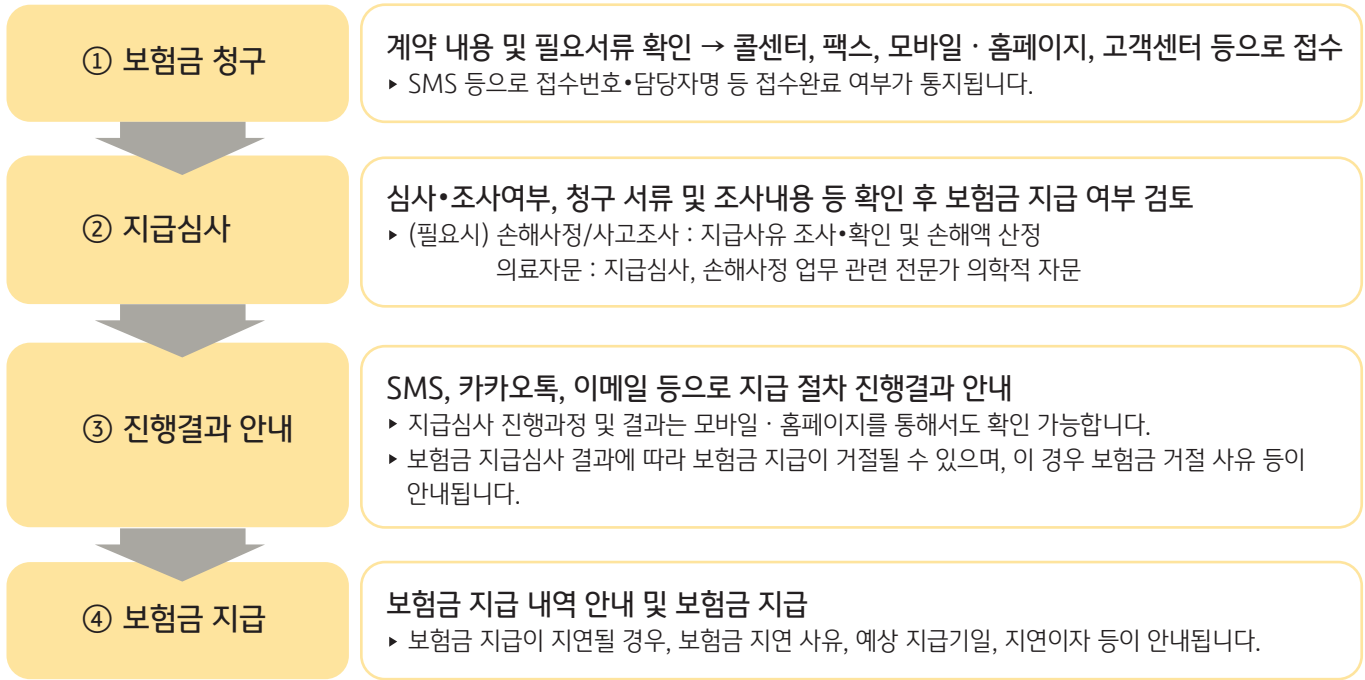 ① 보험금 청구
계약 내용 및 필요서류 확인 → 콜센터, 팩스, 모바일 · 홈페이지, 고객센터 등으로 접수
▸ SMS 등으로 접수번호•담당자명 등 접수완료 여부가 통지됩니다.
② 지급심사
심사•조사여부, 청구 서류 및 조사내용 등 확인 후 보험금 지급 여부 검토
▸ (필요시) 손해사정/사고조사 : 지급사유 조사•확인 및 손해액 산정
의료자문 : 지급심사, 손해사정 업무 관련 전문가 의학적 자문
③ 진행결과 안내
SMS, 카카오톡, 이메일 등으로 지급 절차 진행결과 안내
▸ 지급심사 진행과정 및 결과는 모바일 · 홈페이지를 통해서도 확인 가능합니다.
▸ 보험금 지급심사 결과에 따라 보험금 지급이 거절될 수 있으며, 이 경우 보험금 거절 사유 등이
안내됩니다.
④ 보험금 지급
보험금 지급 내역 안내 및 보험금 지급
▸ 보험금 지급이 지연될 경우, 보험금 지연 사유, 예상 지급기일, 지연이자 등이 안내됩니다.